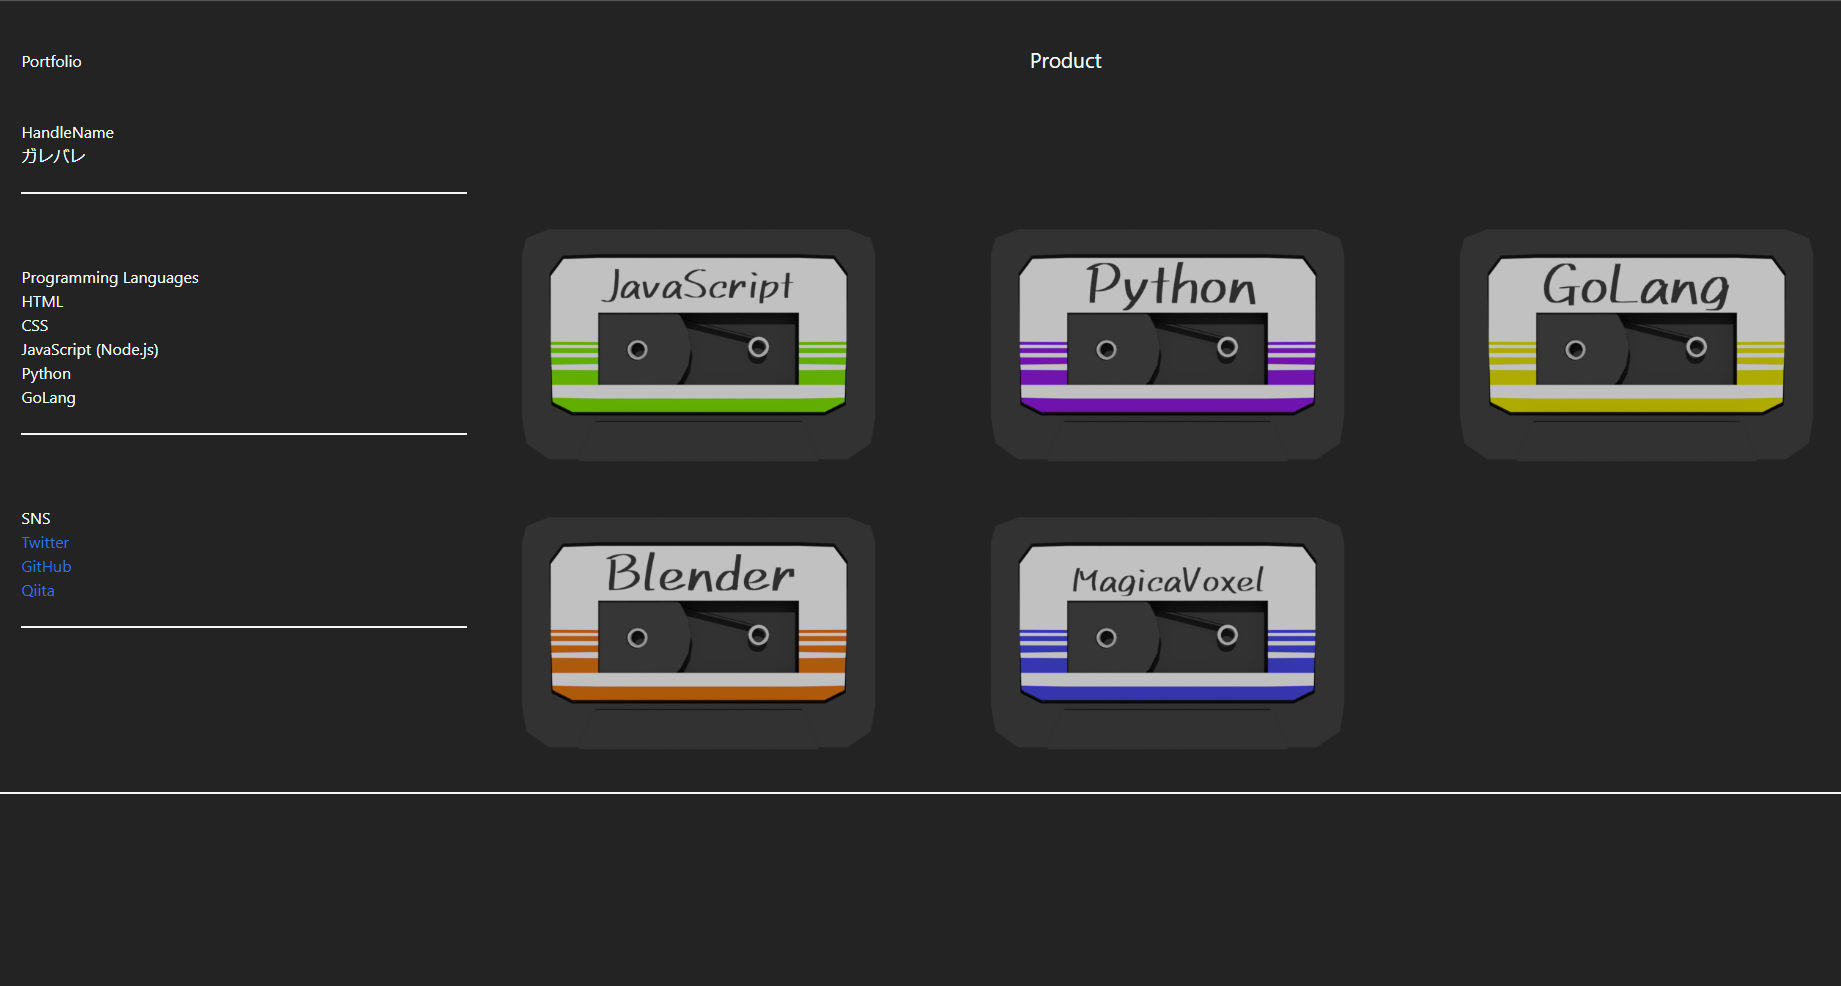 Portfolio
HandleName
ガレバレ
Programming Languages
HTML
CSS
JavaScript (Node.js)
Python
GoLang
SNS
Twitter
GitHub
Qiita
Product
JavaScript
Python
GoLang
Blender
MagicaVoxel